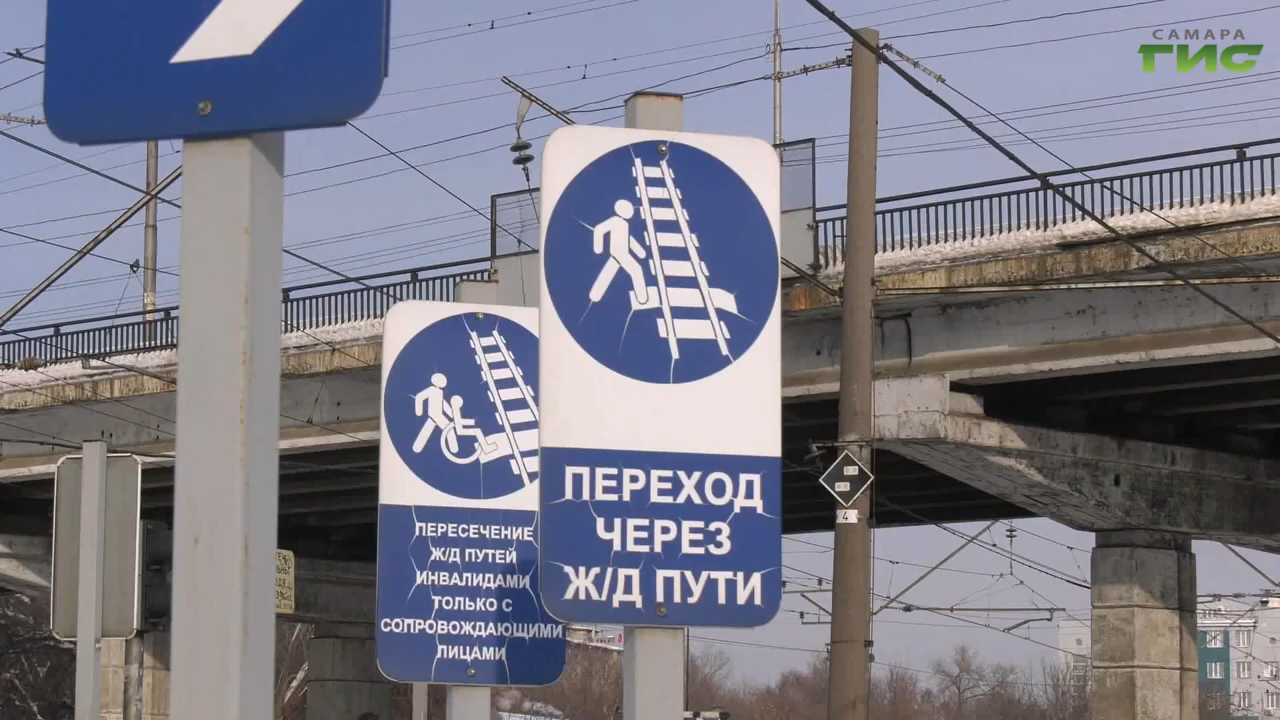 САМАРА
ГИС
ПЕРЕХОД
ЧЕРЕЗ
Ж/Д ПУТИ
ПЕРЕСЕЧЕНИЕ
Ж/Д ПУТЕЙ
ИНВАЛИДАМИ
ТОЛЬКО С
СОПРОВОЖДАЮЩИМИ
ЛИЦАМИ
4